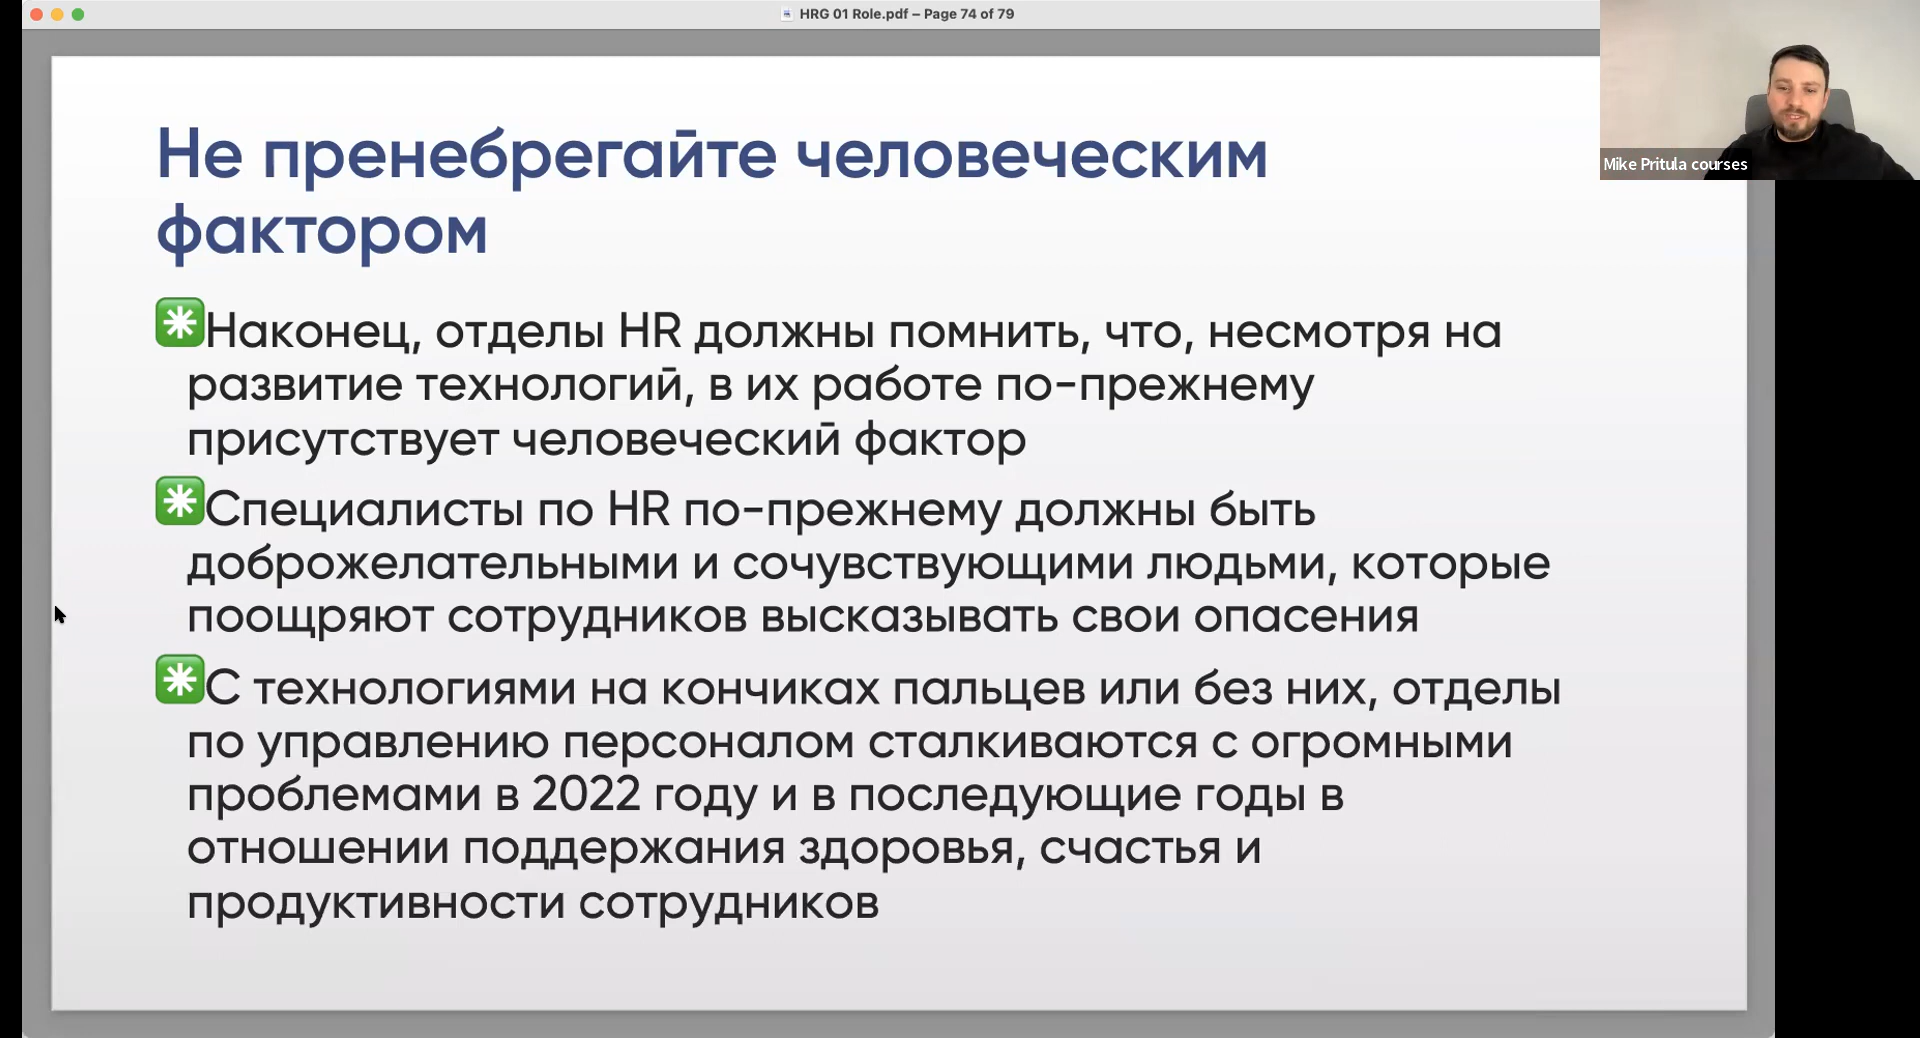 HRG 01 Role.pdf – Page 74 of 79
Mike Pritula courses
Не пренебрегайте человеческим
фактором
Наконец, отделы HR должны помнить, что, несмотря на
развитие технологий, в их работе по-прежнему
присутствует человеческий фактор
Специалисты по HR по-прежнему должны быть
доброжелательными и сочувствующими людьми, которые
поощряют сотрудников высказывать свои опасения
С технологиями на кончиках пальцев или без них, отделы
по управлению персоналом сталкиваются с огромными
проблемами в 2022 году и в последующие годы в
отношении поддержания здоровья, счастья и
продуктивности сотрудников